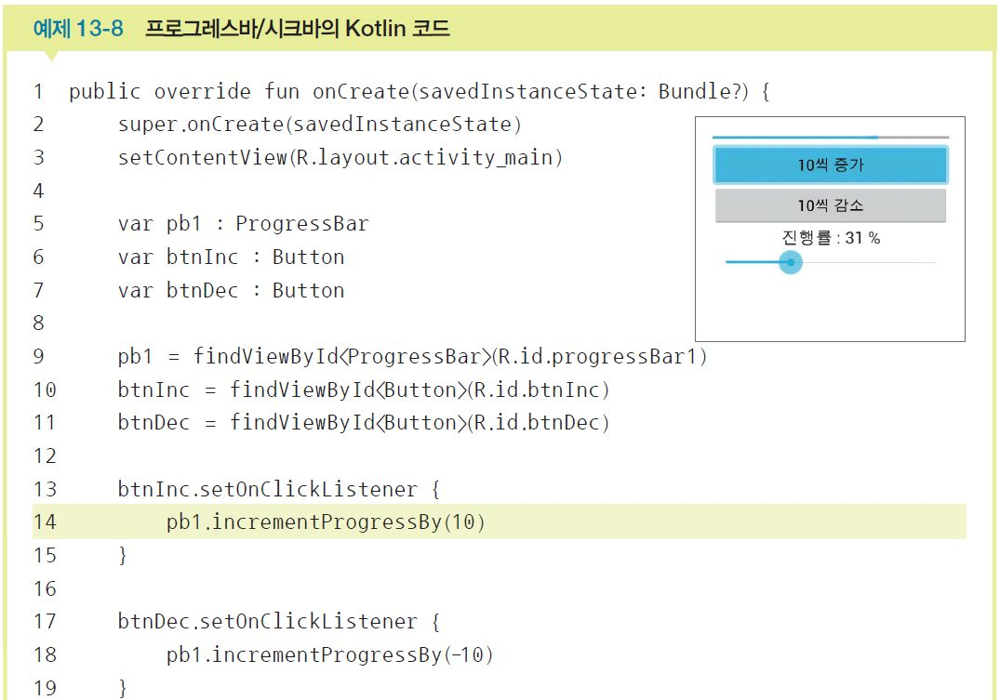 예제 13-8 프로그레스바/시크바의 Kotlin 코드
1 public override fun onCreate(savedInstanceState: Bundle?) {
2     super.onCreate(savedInstanceState)
3     setContentView(R.layout.activity_main)
4
5     var pb1 : ProgressBar
6     var btnInc : Button
7     var btnDec : Button
8
9     pb1 = findViewById<ProgressBar>(R.id.progressBar1)
10     btnInc = findViewById<Button>(R.id.btnInc)
11     btnDec = findViewById<Button>(R.id.btnDec)
12
13     btnInc.setOnClickListener {
14         pb1.incrementProgressBy(10)
15     }
16
17     btnDec.setOnClickListener {
18         pb1.incrementProgressBy(-10)
19     }
10씩 증가
10씩 감소
진행률 : 31 %